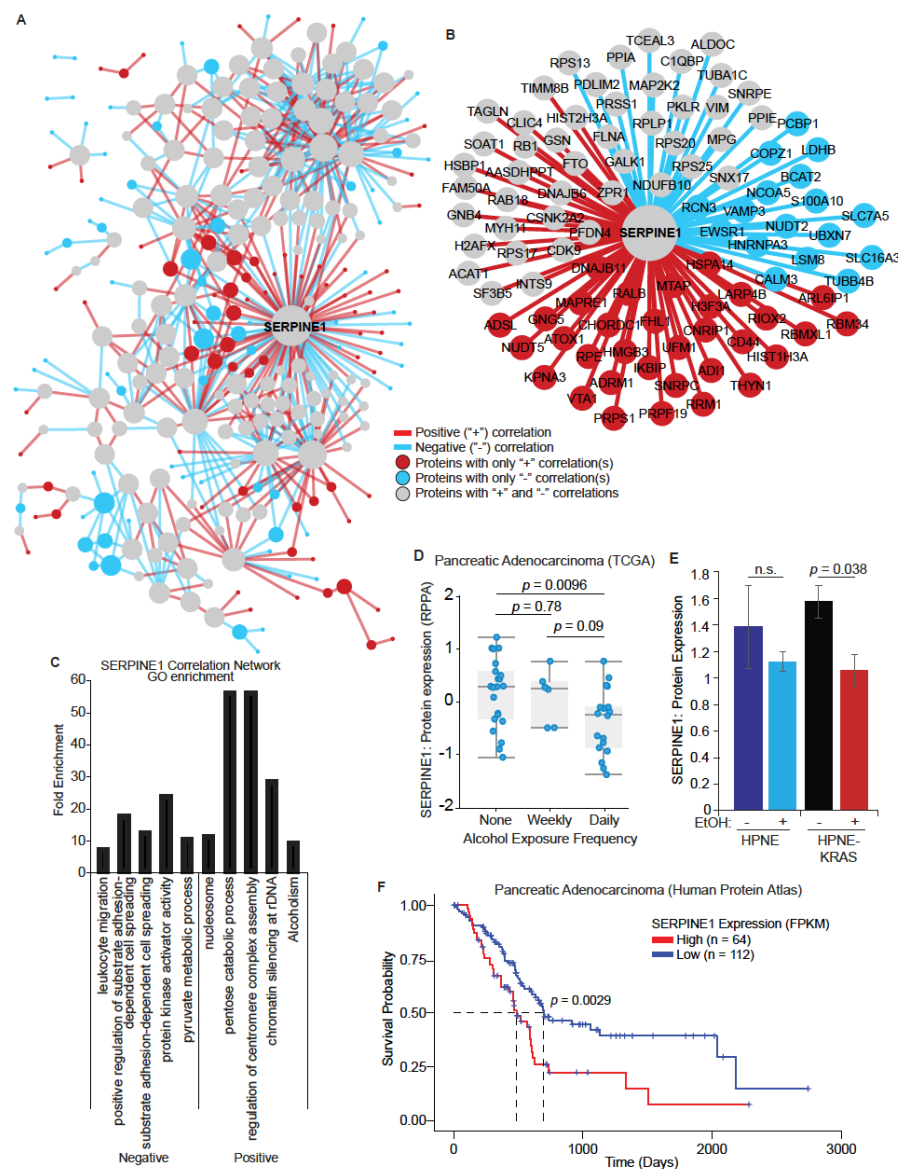 A
SERPINE1
B
TCEAL3
ALDOC
PPIA
C1QBP
RPS13
TUBA1C
PDLIM2
MAP2K2
TIMM8B
SNRPE
PRSS1
PKLR
VIM
HIST2H3A
TAGLN
CLIC4
RPLP1
PPIE
PCBP1
GSN
FLNA
MPG
SOAT1
RB1
RPS20
LDHB
COPZ1
FTO
GALK1
RPS25
HSBP1
AASDHPPT
SNX17
BCAT2
FAM50A
DNAJB6
ZPR1
NDUFB10
NCOA5
RAB18
S100A10
RCN3
VAMP3
GNB4
CSNK2A2
SLC7A5
MYH11
NUDT2
PFDN4
SERPINE1
EWSR1
UBXN7
H2AFX
CDK9
HNRNPA3
RPS17
LSM8
SLC16A3
DNAJB11
HSPA14
ACAT1
INTS9
CALM3
TUBB4B
SF3B5
RALB
MTAP
LARP4B
ARL6IP1
MAPRE1
H3F3A
ADSL
GNG5
CHORDC1
FHL1
RIOX2
RBM34
NUDT5
ATOX1
CNRIP1
RBMXL1
RPE
HMGB3
UFM1
CD44
HIST1H3A
KPNA3
IKBIP
ADI1
ADRM1
SNRPC
THYN1
VTA1
RRM1
PRPS1
PRPF19
Positive ("+") correlation
Negative ("-") correlation
Proteins with only "+" correlation(s)
Proteins with only "-" correlation(s)
Proteins with "+" and "-" correlations
C
SERPINE1 Correlation Network
GO enrichment
Fold Enrichment
80
60
40
20
0
leukocyte migration
positive regulation of substrate adhesion-
dependent cell spreading
substrate adhesion-dependent cell spreading
protein kinase activator activity
pyruvate metabolic process
nucleosome
pentose catabolic process
regulation of centromere complex assembly
chromatin silencing at rDNA
Alcoholism
Negative
Positive
D
Pancreatic Adenocarcinoma (TCGA)
SERPINE1: Protein expression (RPPA)
p = 0.0096
p = 0.78
p = 0.09
2
1
0
-1
-2
None
Weekly
Daily
Alcohol Exposure Frequency
E
SERPINE1: Protein Expression
n.s.
p = 0.038
1.8
1.6
1.4
1.2
1
0.8
0.6
0.4
0.2
0
EtOH:
-
+
-
+
HPNE
HPNE-
KRAS
F
Pancreatic Adenocarcinoma (Human Protein Atlas)
SERPINE1 Expression (FPKM)
High (n = 64)
Low (n = 112)
p = 0.0029
Survival Probability
1.00
0.75
0.50
0.25
0.00
0
1000
2000
3000
Time (Days)